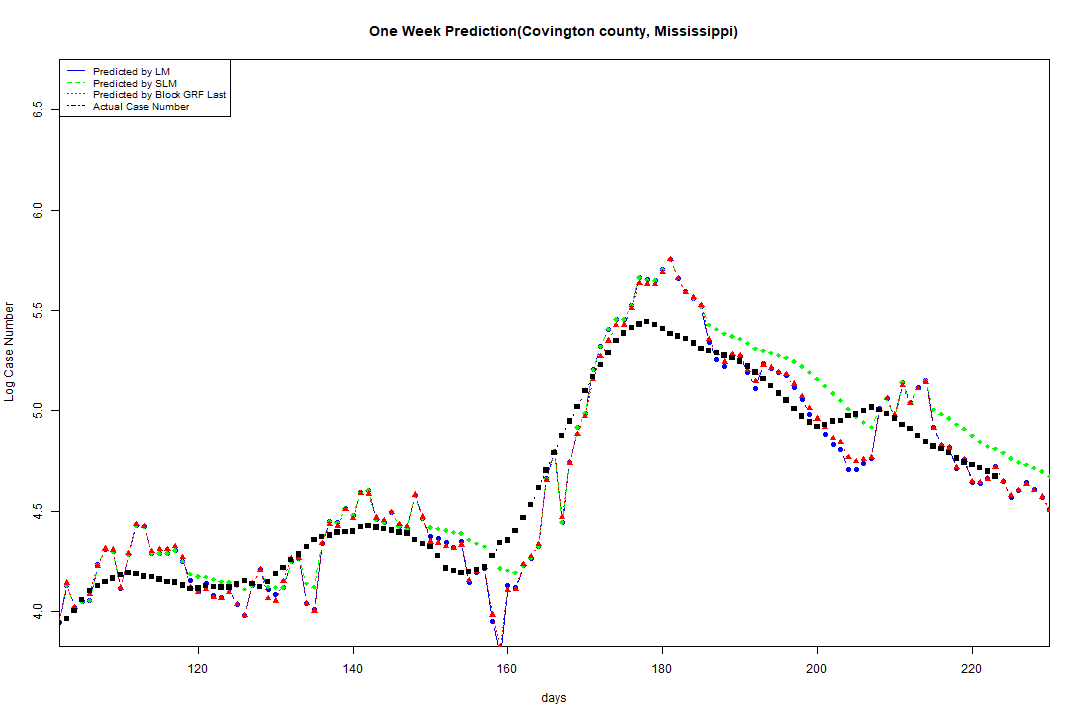 One Week Prediction(Covington county, Mississippi)
Predicted by LM
Predicted by SLM
Predicted by Block GRF Last
Actual Case Number
Log Case Number
6.5
6.0
5.5
5.0
4.5
4.0
120 140 160 180 200 220
days